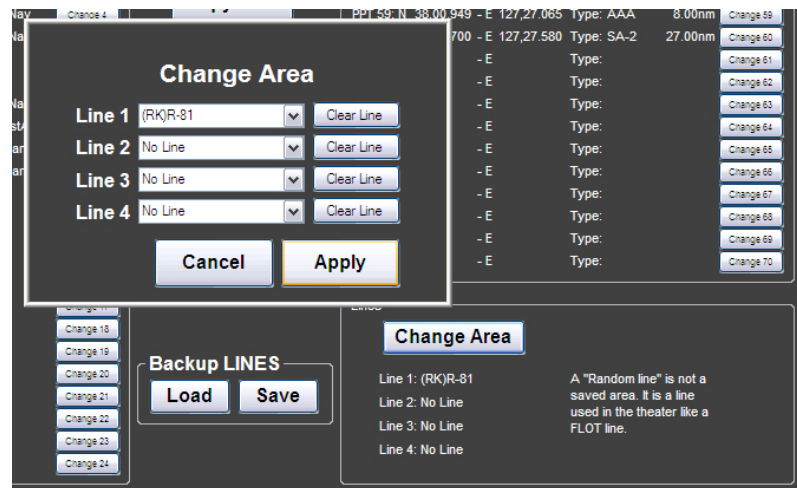 Nav Change 4
PPT 59: N 38.00.949 - E 127,27.065 Type: AAA 8.00nm Change 59
700 - E 127,27.580 Type: SA-2 27.00nm Change 60
- E Type: Change 61
- E Type: Change 62
- E Type: Change 63
- E Type: Change 64
- E Type: Change 65
- E Type: Change 66
- E Type: Change 67
- E Type: Change 68
- E Type: Change 69
- E Type: Change 70
Change Area
Line 1 (RK)R-81 Clear Line
Line 2 No Line Clear Line
Line 3 No Line Clear Line
Line 4 No Line Clear Line
Cancel Apply
Change 18
Change 19
Change 20
Change 21
Change 22
Change 23
Change 24
Backup LINES
Load Save
Lines
Change Area
Line 1: (RK)R-81
Line 2: No Line
Line 3: No Line
Line 4: No Line
A "Random line" is not a
saved area. It is a line
used in the theater like a
FLOT line.